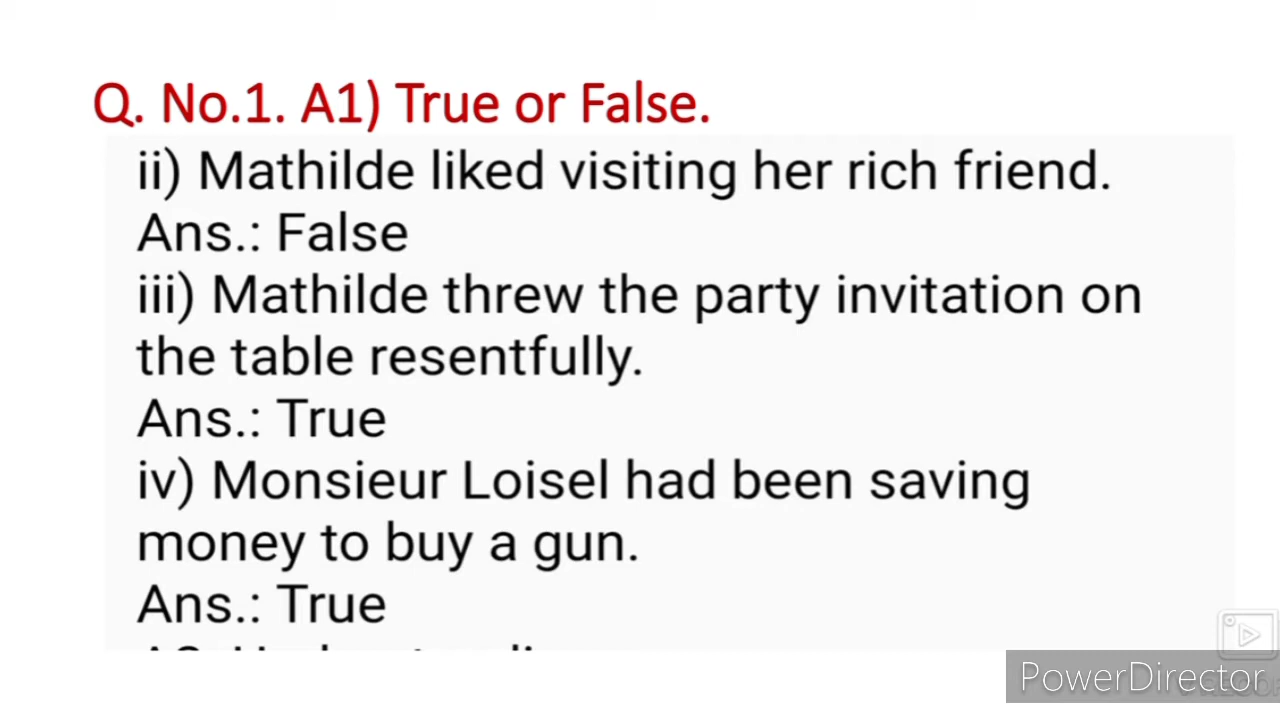 Q. No.1. A1) True or False.
ii) Mathilde liked visiting her rich friend.
Ans.: False
iii) Mathilde threw the party invitation on
the table resentfully.
Ans.: True
iv) Monsieur Loisel had been saving
money to buy a gun.
Ans.: True
PowerDirector